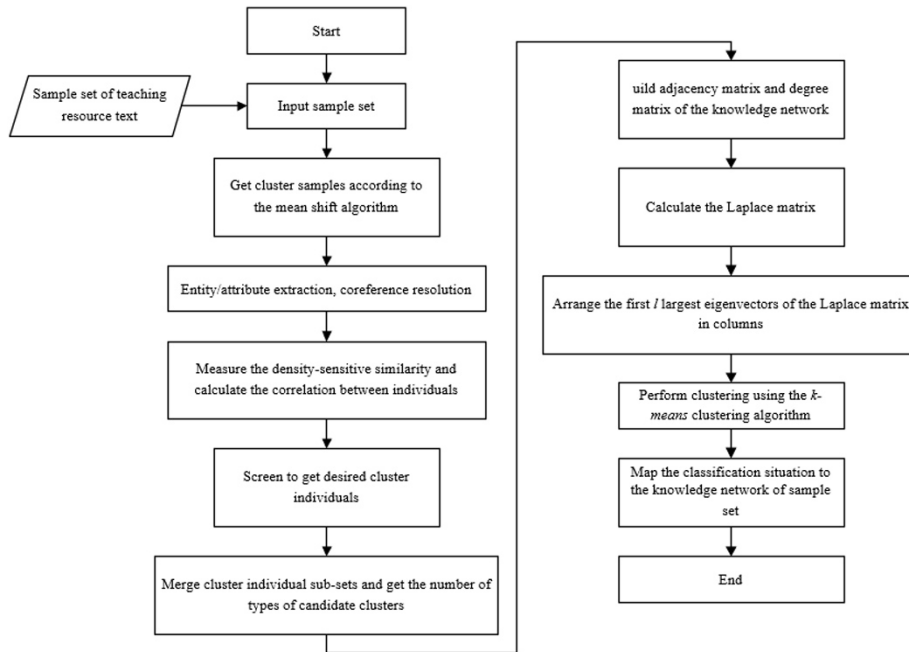 Start
Sample set of teaching
resource text
Input sample set
Get cluster samples according to
the mean shift algorithm
Entity/attribute extraction, coreference resolution
Measure the density-sensitive similarity and
calculate the correlation between individuals
Screen to get desired cluster
individuals
Merge cluster individual sub-sets and get the number of
types of candidate clusters
uild adjacency matrix and degree
matrix of the knowledge network
Calculate the Laplace matrix
Arrange the first l largest eigenvectors of the Laplace matrix
in columns
Perform clustering using the k-
means clustering algorithm
Map the classification situation to
the knowledge network of sample
set
End